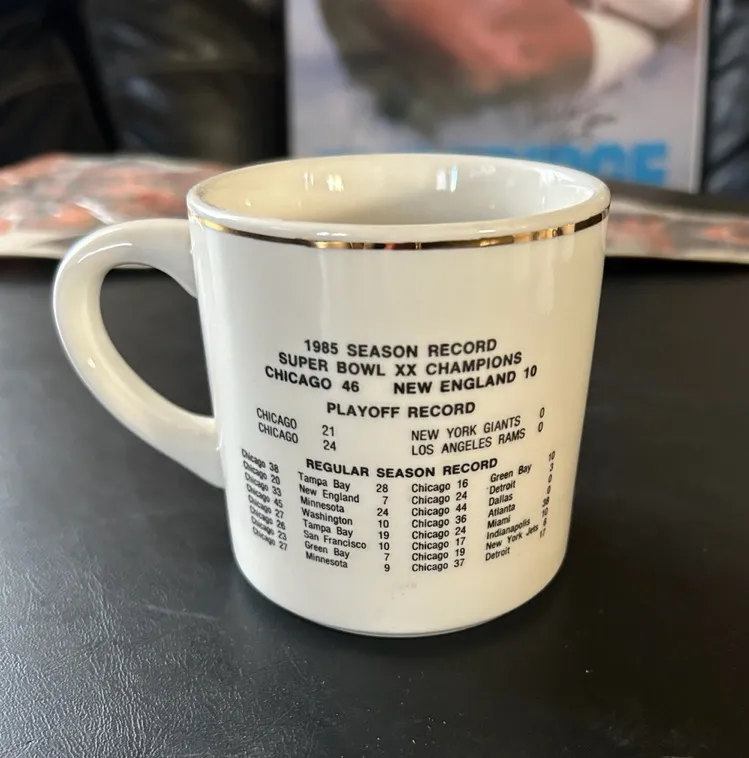 1985 SEASON RECORD
SUPER BOWL XX CHAMPIONS
CHICAGO 46 NEW ENGLAND 10
PLAYOFF RECORD
CHICAGO 21 NEW YORK GIANTS 0
CHICAGO 24 LOS ANGELES RAMS 0
REGULAR SEASON RECORD
Chicago 38 Tampa Bay 28 Chicago 16 Green Bay 10
Chicago 20 New England 7 Chicago 24 Detroit 3
Chicago 33 Minnesota 24 Chicago 44 Dallas 0
Chicago 45 Washington 10 Chicago 36 Atlanta 0
Chicago 27 Tampa Bay 19 Chicago 24 Miami 38
Chicago 26 San Francisco 10 Chicago 17 Indianapolis 10
Chicago 23 Green Bay 7 Chicago 19 New York Jets 6
Chicago 27 Minnesota 9 Chicago 37 Detroit 17